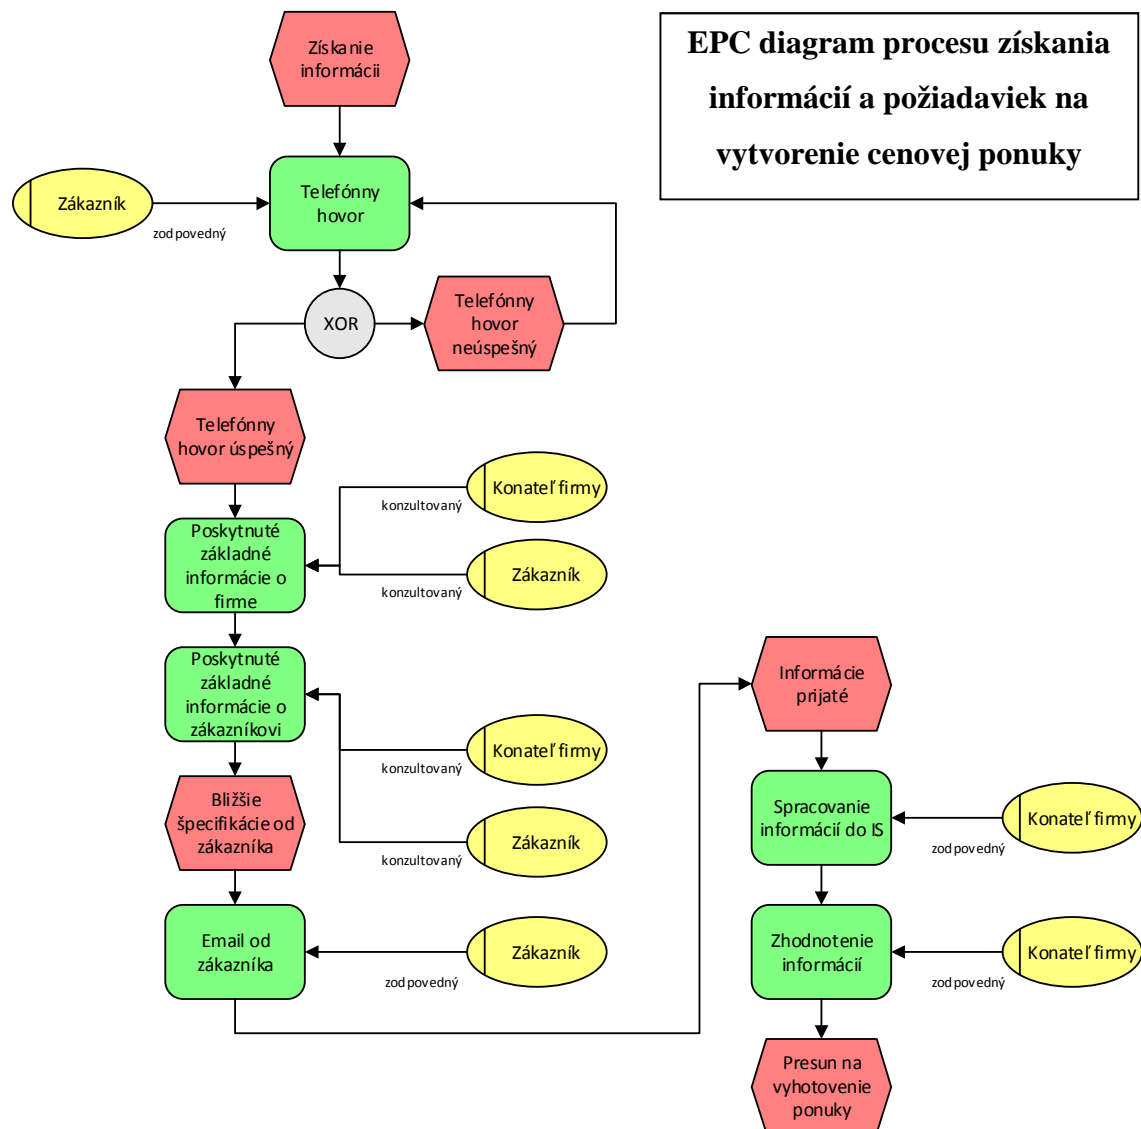 EPC diagram procesu získania
informácií a požiadaviek na
vytvorenie cenovej ponuky
Získanie
informácii
Telefónny
hovor
Zákazník
zodpovedný
XOR
Telefónny
hovor
neúspešný
Telefónny
hovor úspešný
Konateľ firmy
konzultovaný
Poskytnuté
základné
informácie o
firme
Zákazník
konzultovaný
Poskytnuté
základné
informácie o
zákazníkovi
Konateľ firmy
konzultovaný
Bližšie
špecifikácie od
zákazníka
Zákazník
konzultovaný
Email od
zákazníka
Zákazník
zodpovedný
Informácie
prijaté
Spracovanie
informácií do IS
Konateľ firmy
zodpovedný
Zhodnotenie
informácií
Konateľ firmy
zodpovedný
Presun na
vyhotovenie
ponuky